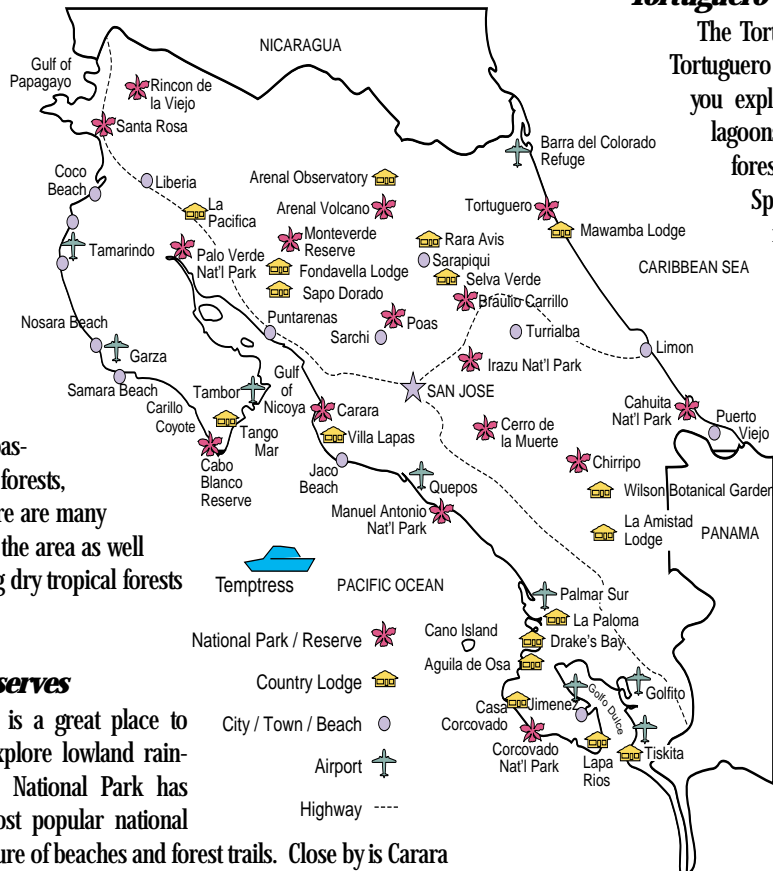 Tortuguero
The Tort
Tortuguero
you expl
lagoons
fores
Sp
NICARAGUA
Gulf of
Papagayo
Rincon de
la Viejo
Santa Rosa
Barra del Colorado
Refuge
Coco
Beach
Liberia
Arenal Observatory
La
Pacifica
Arenal Volcano
Tortuguero
Mawamba Lodge
Monteverde
Reserve
Rara Avis
Tamarindo
Palo Verde
Nat'l Park
Sarapiqui
CARIBBEAN SEA
Fondavella Lodge
Selva Verde
Sapo Dorado
Braulio Carrillo
Nosara Beach
Puntarenas
Poas
Sarchi
Turrialba
Limon
Garza
Irazu Nat'l Park
Samara Beach
Tambor
Gulf
of
Nicoya
SAN JOSE
Carillo
Coyote
Tango
Mar
Carara
Cahuita
Nat'l Park
Puerto
Viejo
Villa Lapas
Cerro de
la Muerte
Cabo
Blanco
Reserve
Jaco
Beach
Chirripo
Quepos
Wilson Botanical Garden
Manuel Antonio
Nat'l Park
La Amistad
Lodge
PANAMA
pas-
forests,
re are many
the area as well
g dry tropical forests
Temptress
PACIFIC OCEAN
Palmar Sur
La Paloma
Cano Island
Drake's Bay
Aguila de Osa
Casa
Corcovado
Jimenez
Golfo Dulce
Golfito
Corcovado
Nat'l Park
Lapa
Rios
Tiskita
National Park / Reserve
Country Lodge
City / Town / Beach
Airport
Highway
serves
is a great place to
xplore lowland rain-
National Park has
ost popular national
ure of beaches and forest trails. Close by is Carara